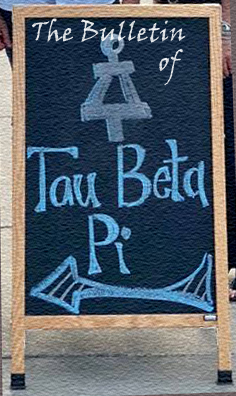 The Bulletin
of
Tau Beta
Pi